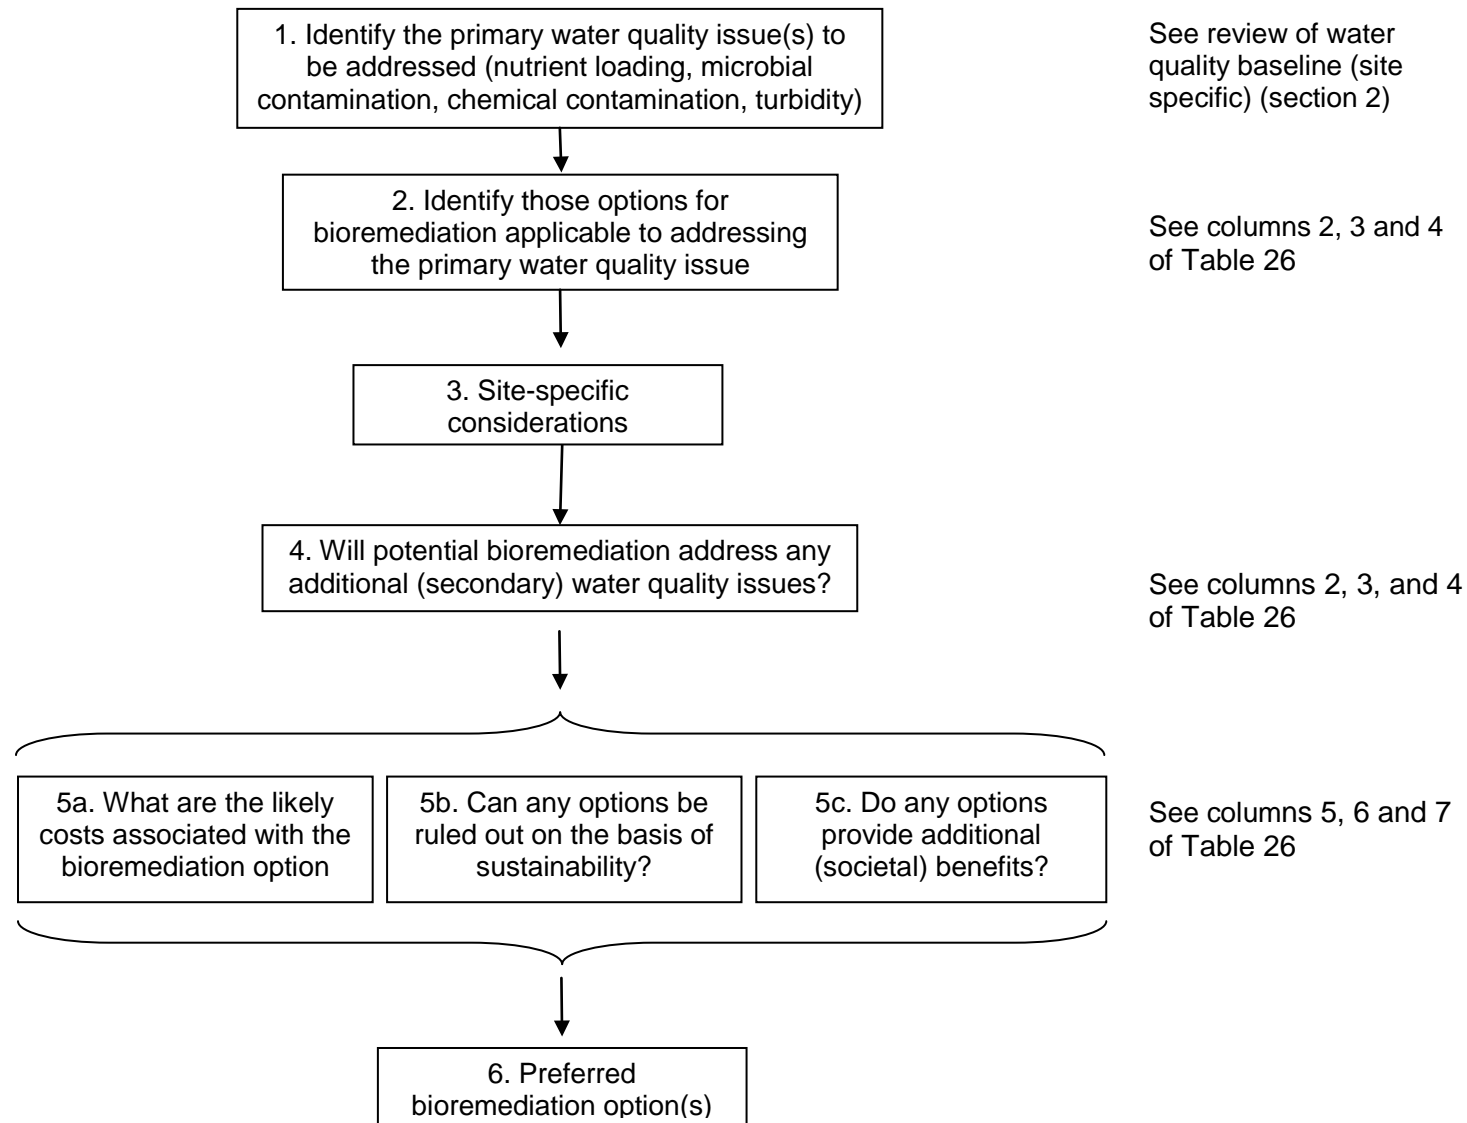 1. Identify the primary water quality issue(s) to
be addressed (nutrient loading, microbial
contamination, chemical contamination, turbidity)
See review of water
quality baseline (site
specific) (section 2)
2. Identify those options for
bioremediation applicable to addressing
the primary water quality issue
See columns 2, 3 and 4
of Table 26
3. Site-specific
considerations
4. Will potential bioremediation address any
additional (secondary) water quality issues?
See columns 2, 3, and 4
of Table 26
5a. What are the likely
costs associated with the
bioremediation option
5b. Can any options be
ruled out on the basis of
sustainability?
5c. Do any options
provide additional
(societal) benefits?
See columns 5, 6 and 7
of Table 26
6. Preferred
bioremediation option(s)